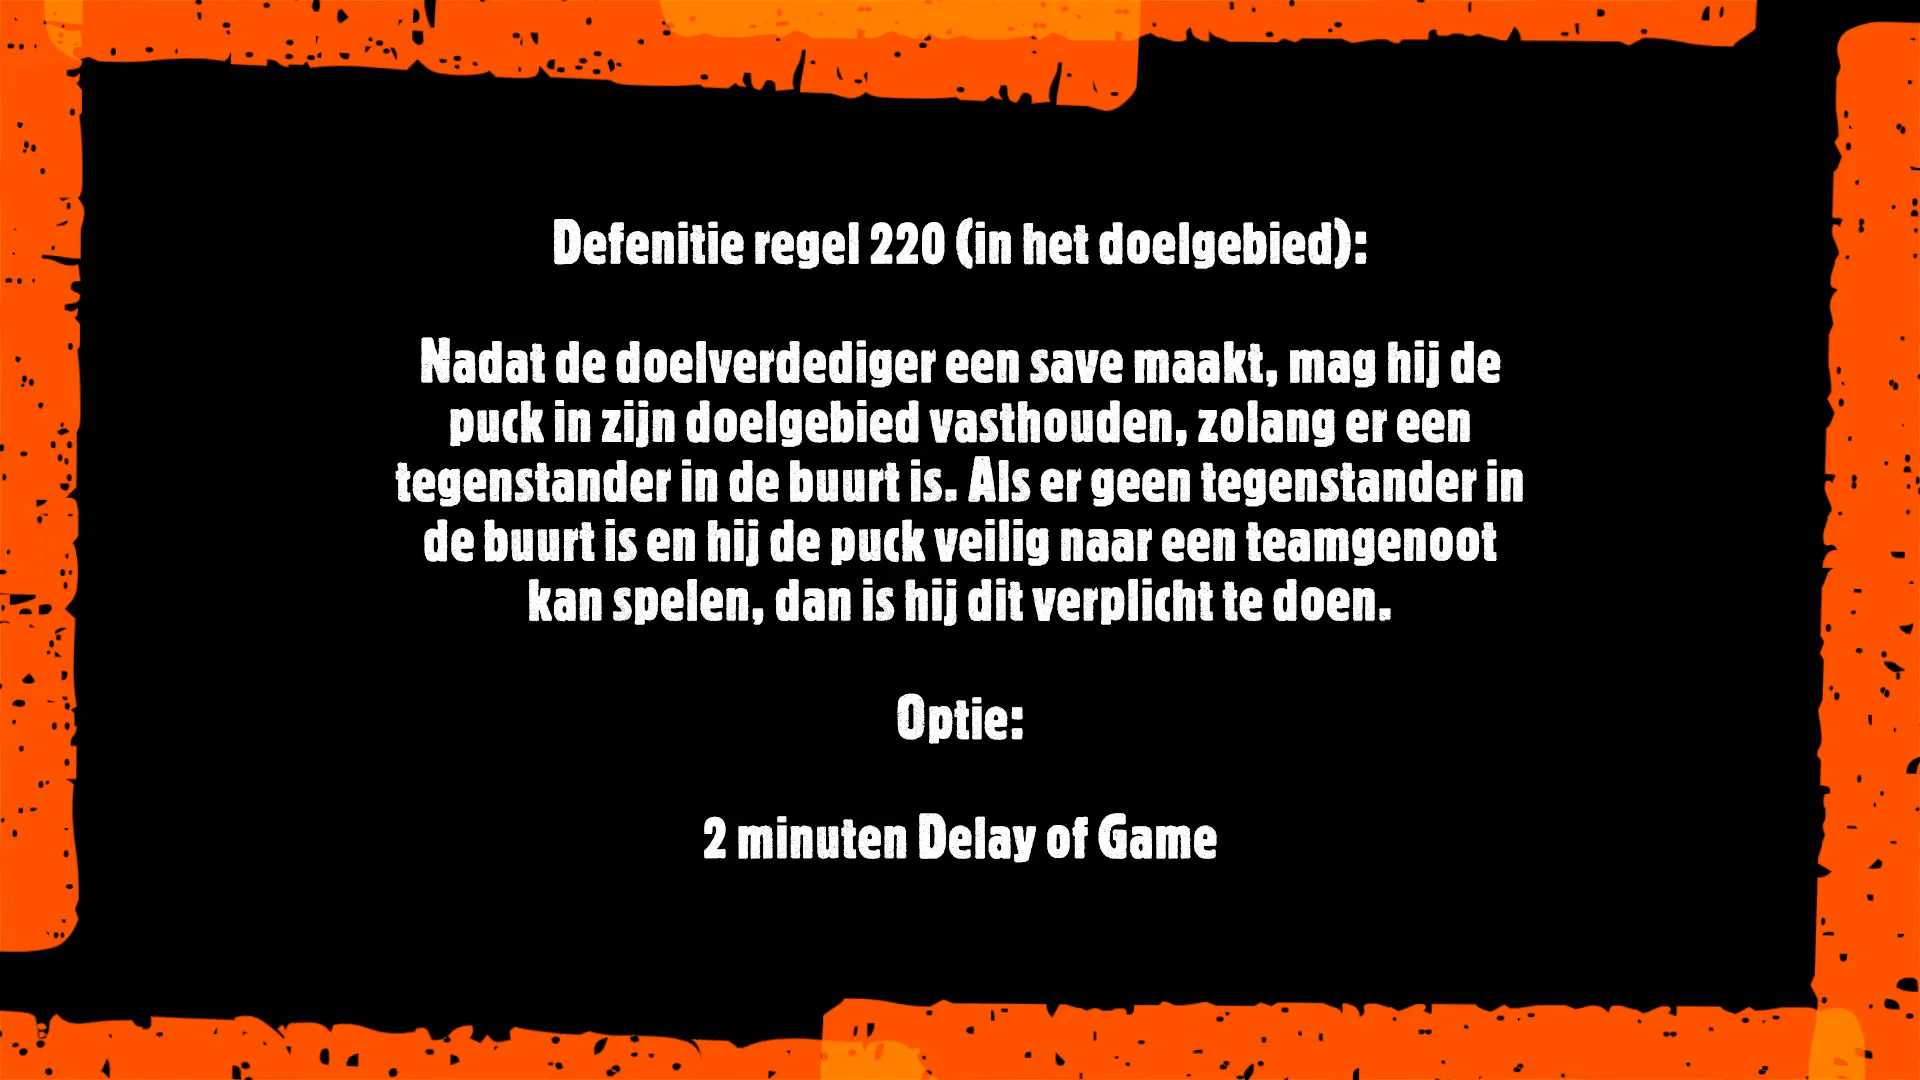 Defenitie regel 220 (in het doelgebied):
Nadat de doelverdediger een save maakt, mag hij de
puck in zijn doelgebied vasthouden, zolang er een
tegenstander in de buurt is. Als er geen tegenstander in
de buurt is en hij de puck veilig naar een teamgenoot
kan spelen, dan is hij dit verplicht te doen.
Optie:
2 minuten Delay of Game